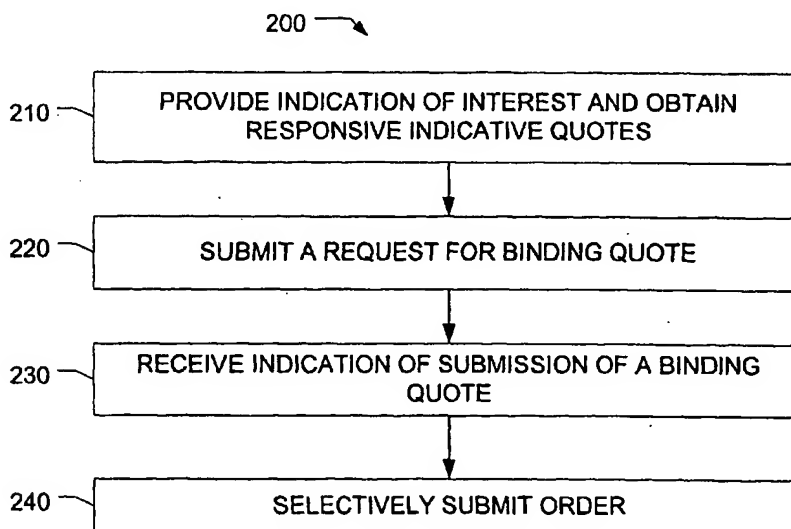 200
210
PROVIDE INDICATION OF INTEREST AND OBTAIN
RESPONSIVE INDICATIVE QUOTES
220
SUBMIT A REQUEST FOR BINDING QUOTE
230
RECEIVE INDICATION OF SUBMISSION OF A BINDING
QUOTE
240
SELECTIVELY SUBMIT ORDER